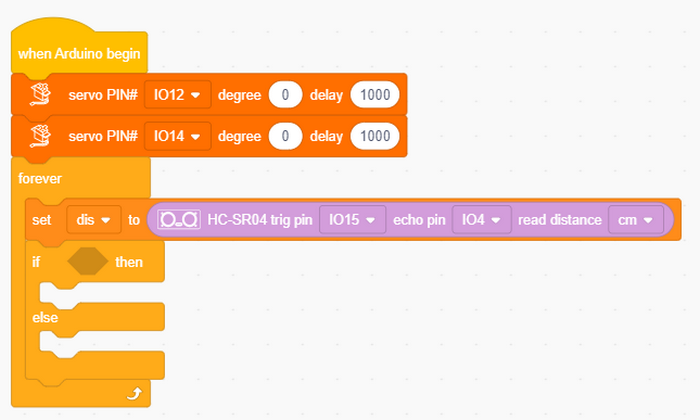 when Arduino begin
servo PIN# IO12 degree 0 delay 1000
servo PIN# IO14 degree 0 delay 1000
forever
set dis to HC-SR04 trig pin IO15 echo pin IO4 read distance cm
if then
else